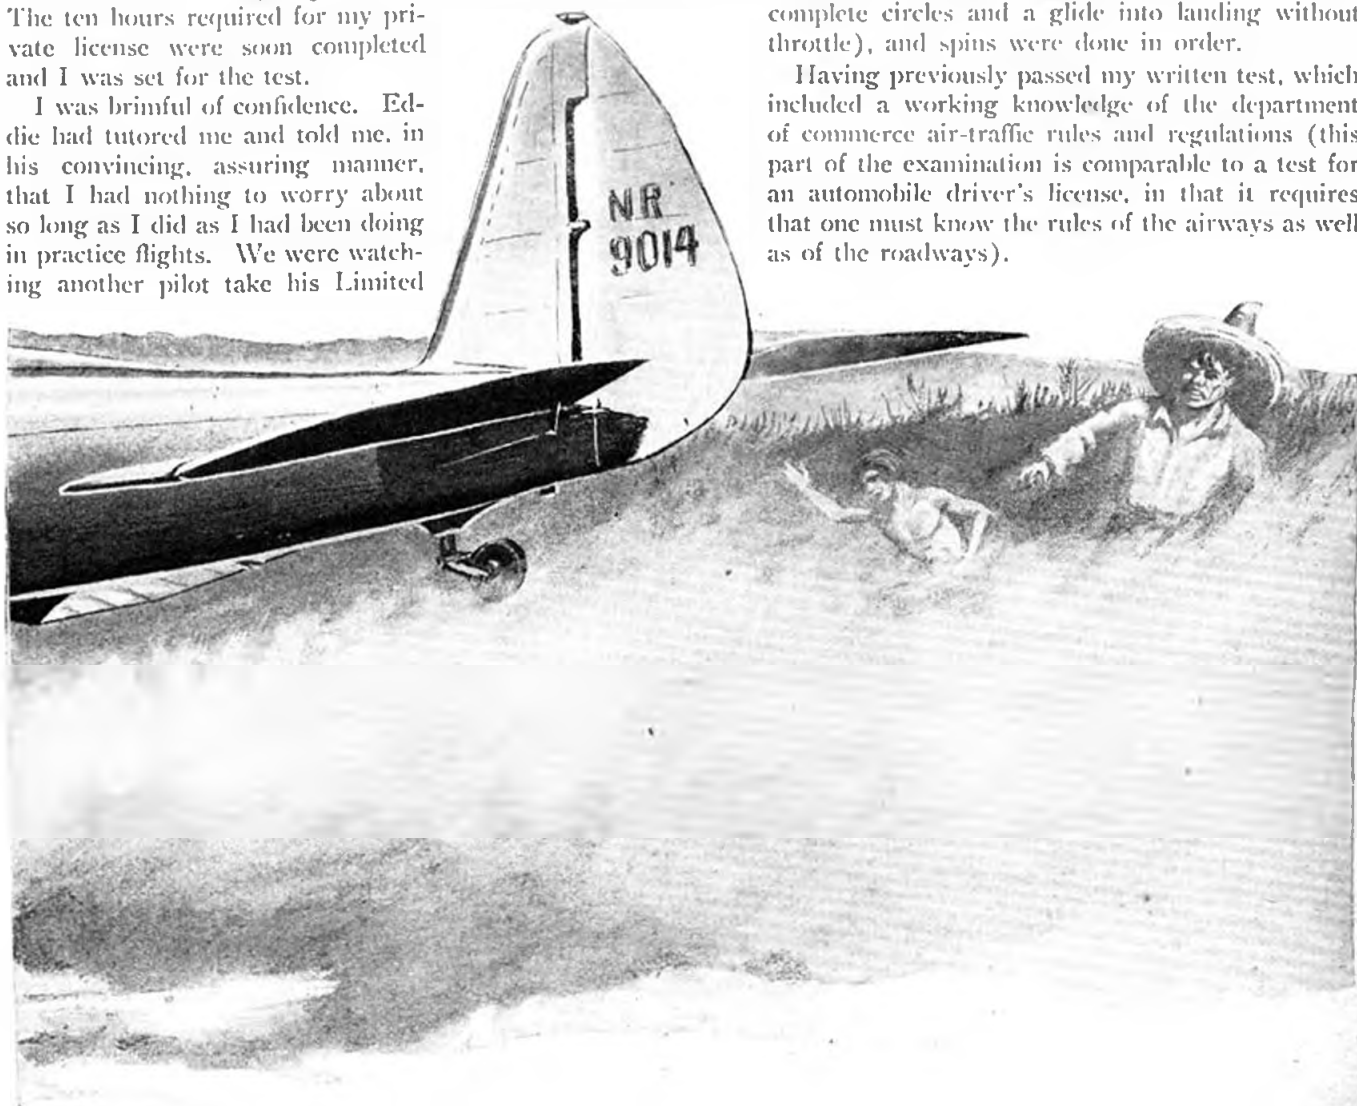 The ten hours required for my pri-
vate license were soon completed
and I was set for the test.
I was brimful of confidence. Ed-
die had tutored me and told me, in
his convincing, assuring manner,
that I had nothing to worry about
so long as I did as I had been doing
in practice flights. We were watch-
ing another pilot take his Limited
NR
9014
complete circles and a glide into landing without
throttle), and spins were done in order.
Having previously passed my written test, which
included a working knowledge of the department
of commerce air-traffic rules and regulations (this
part of the examination is comparable to a test for
an automobile driver's license, in that it requires
that one must know the rules of the airways as well
as of the roadways).